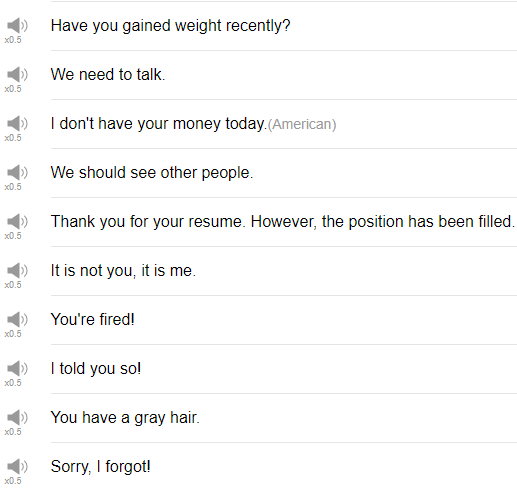 Have you gained weight recently?
x0.5
We need to talk.
x0.5
I don't have your money today.(American)
x0.5
We should see other people.
x0.5
Thank you for your resume. However, the position has been filled.
x0.5
It is not you, it is me.
x0.5
You're fired!
x0.5
I told you so!
x0.5
You have a gray hair.
x0.5
Sorry, I forgot!
x0.5